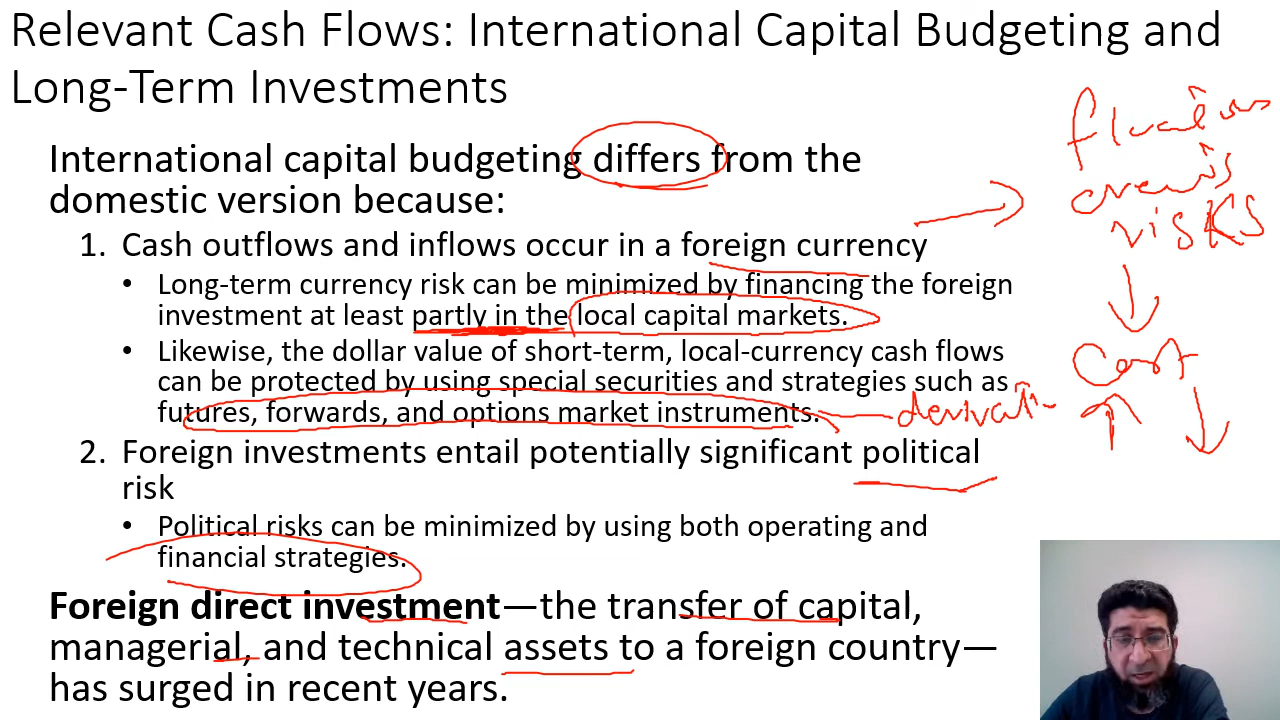 Relevant Cash Flows: International Capital Budgeting and
Long-Term Investments
International capital budgeting differs from the
domestic version because:
1. Cash outflows and inflows occur in a foreign currency
• Long-term currency risk can be minimized by financing the foreign
investment at least partly in the local capital markets.
• Likewise, the dollar value of short-term, local-currency cash flows
can be protected by using special securities and strategies such as
futures, forwards, and options market instruments.
2. Foreign investments entail potentially significant political
risk
• Political risks can be minimized by using both operating and
financial strategies.
Foreign direct investment—the transfer of capital,
managerial, and technical assets to a foreign country—
has surged in recent years.
risks